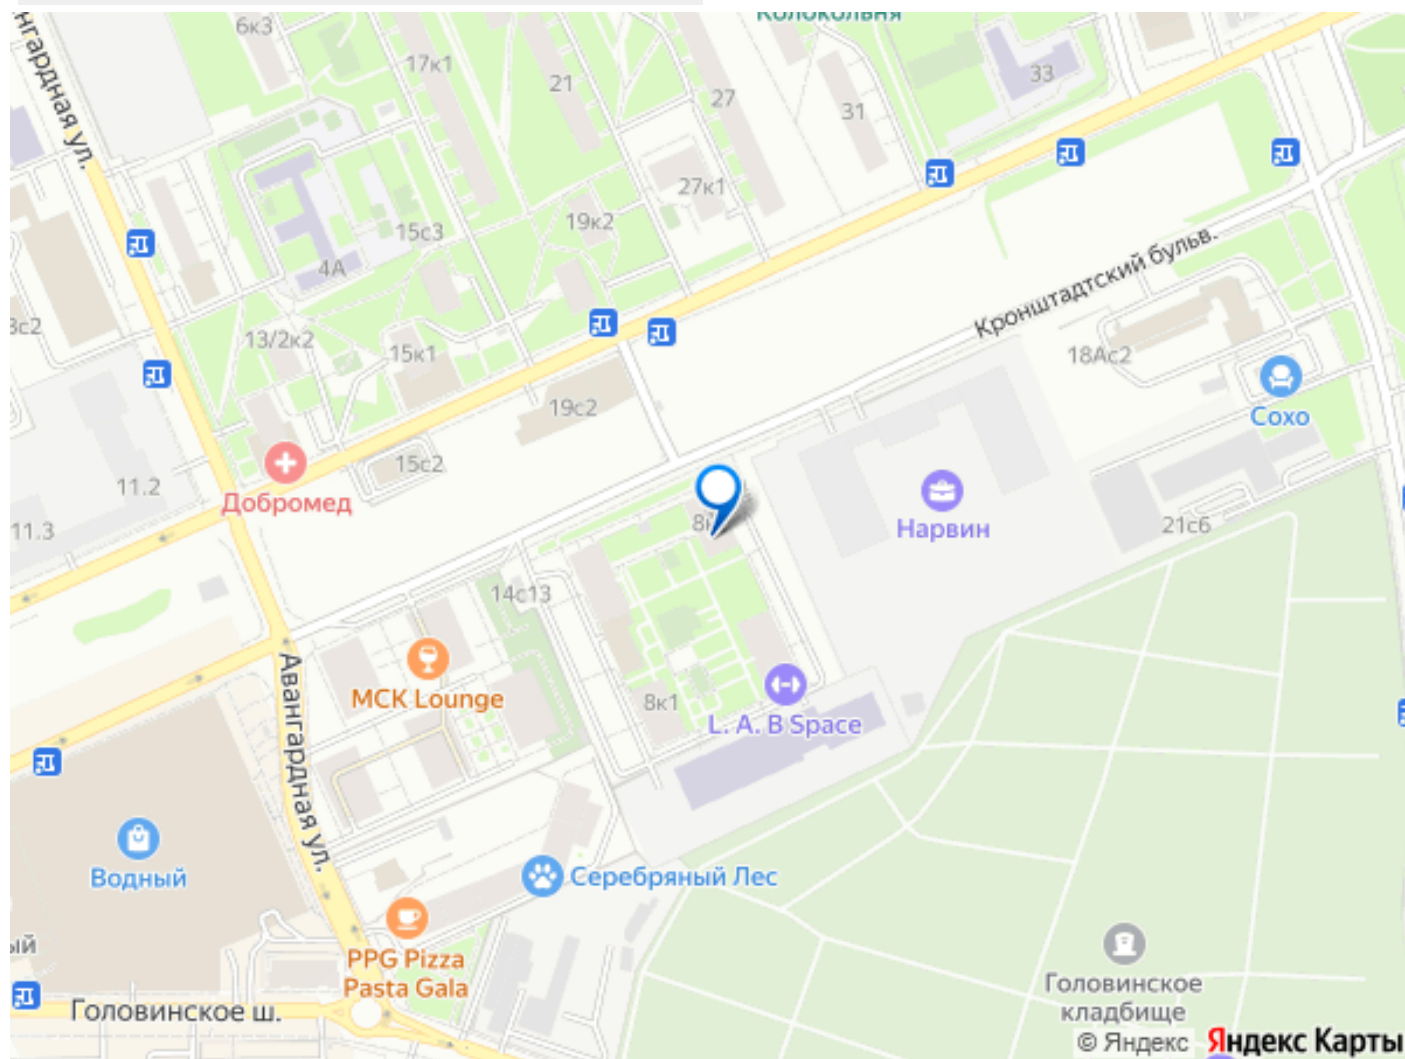 Колокольня
6к3
нгардная ул.
17к1
21
27
31
33
27к1
15с3
19к2
4А
Кронштадтский бульв.
3с2
13/2к2
15к1
18Ас2
19с2
Сохо
15с2
11.2
Добромед
11.3
Нарвин
21с6
14с13
Авангардная ул.
MCK Lounge
8к1
L. A. B Space
Водный
Серебряный Лес
ый
PPG Pizza
Pasta Gala
Головинское
кладбище
Головинское ш.
© Яндекс Яндекс Карты